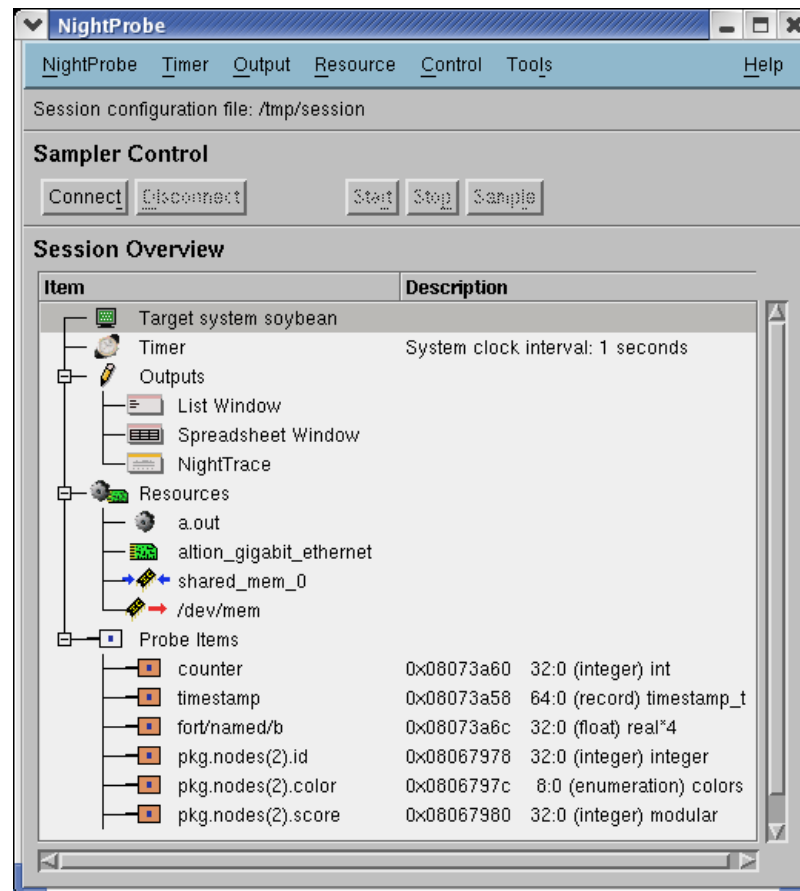 NightProbe
NightProbe Timer Output Resource Control Tools Help
Session configuration file: /tmp/session
Sampler Control
Connect Disconnect Start Stop Sample
Session Overview
Item Description
Target system soybean
Timer System clock interval: 1 seconds
Outputs
List Window
Spreadsheet Window
NightTrace
Resources
a.out
altion_gigabit_ethernet
shared_mem_0
/dev/mem
Probe Items
counter 0x08073a60 32:0 (integer) int
timestamp 0x08073a58 64:0 (record) timestamp_t
fort/named/b 0x08073a6c 32:0 (float) real*4
pkg.nodes(2).id 0x08067978 32:0 (integer) integer
pkg.nodes(2).color 0x0806797c 8:0 (enumeration) colors
pkg.nodes(2).score 0x08067980 32:0 (integer) modular